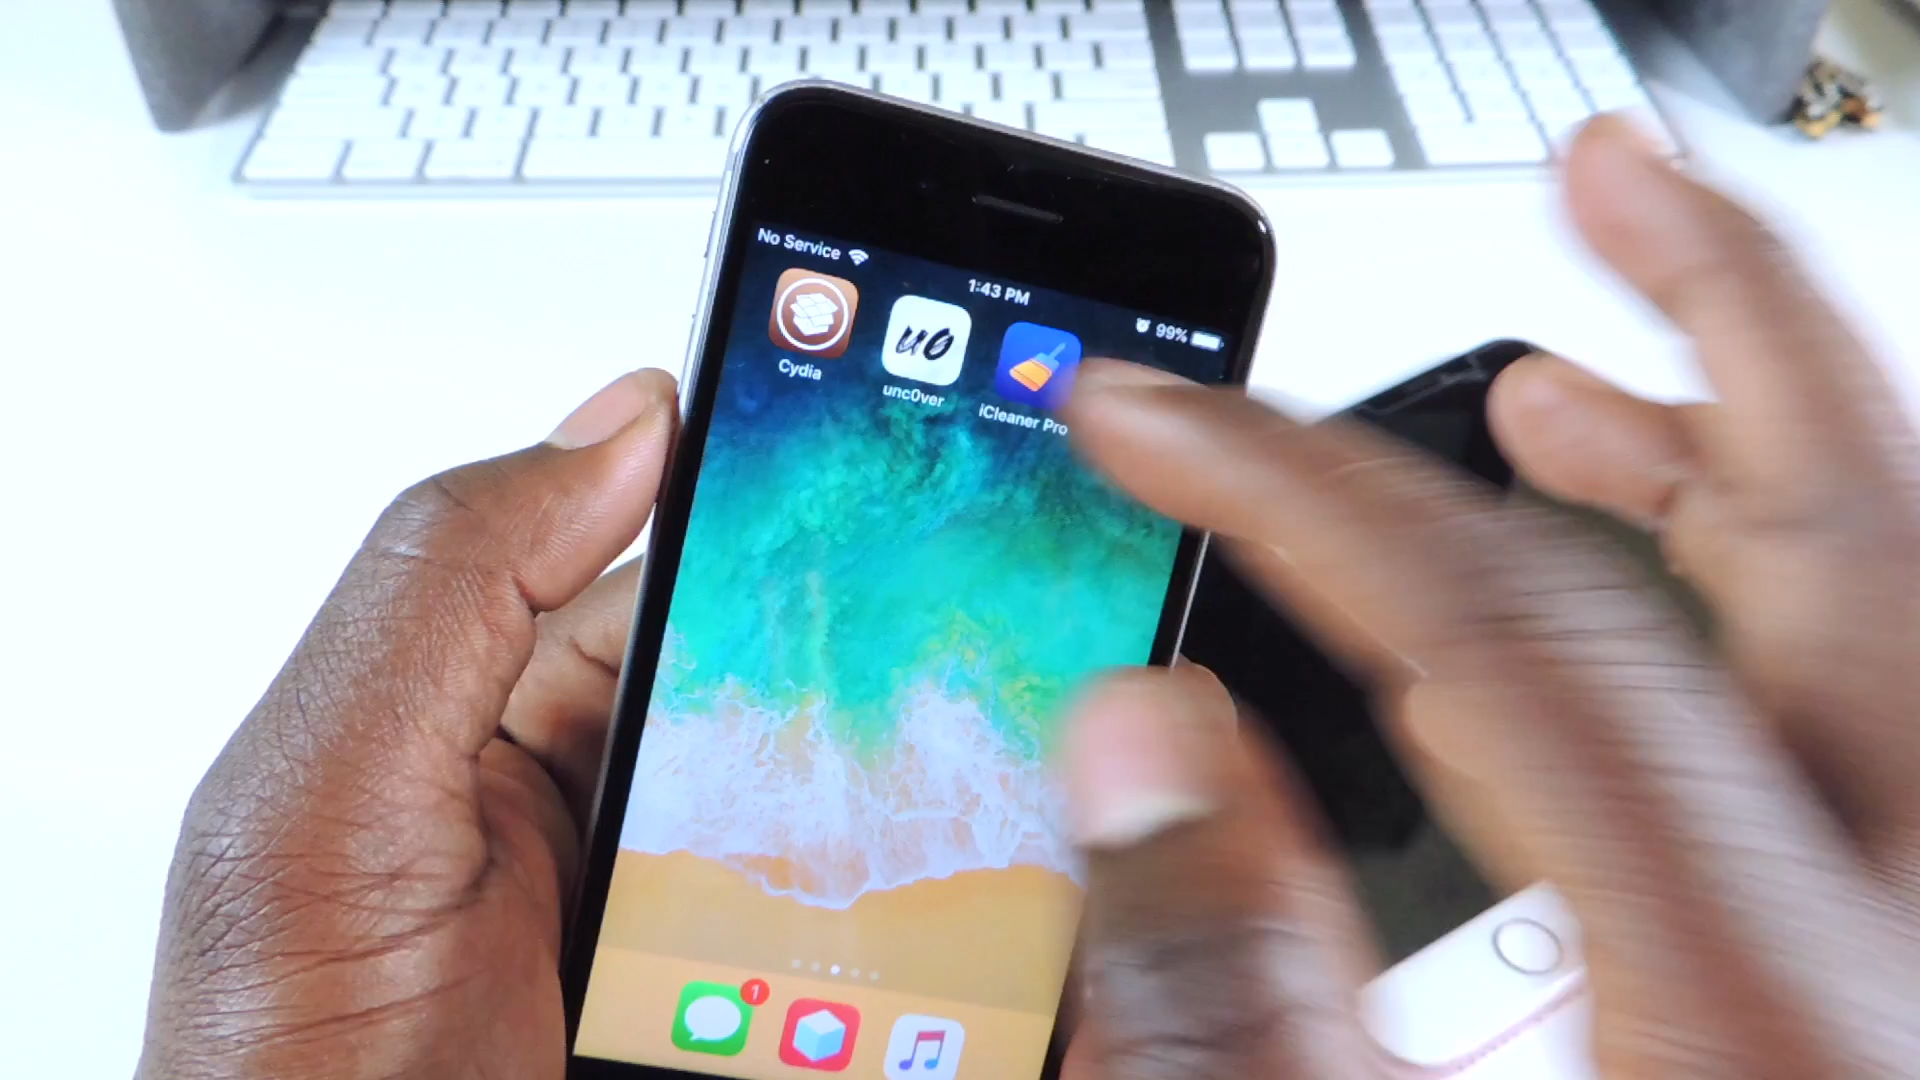 No Service
1:43 PM
99%
Cydia
uo
unc0ver
iCleaner Pro
1